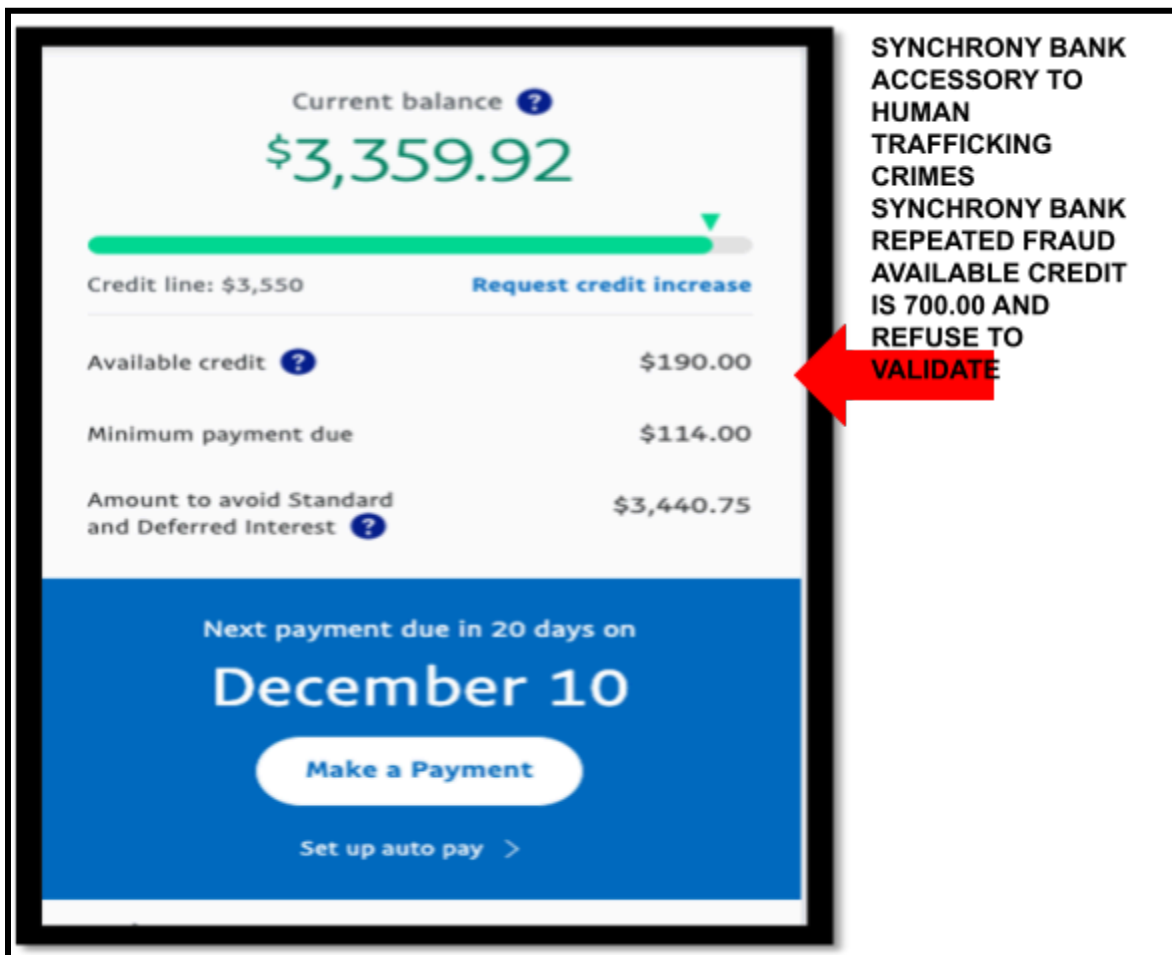 Current balance ?
$3,359.92
Credit line: $3,550 Request credit increase
Available credit ? $190.00
Minimum payment due $114.00
Amount to avoid Standard
and Deferred Interest ? $3,440.75
Next payment due in 20 days on
December 10
Make a Payment
Set up auto pay >
SYNCHRONY BANK
ACCESSORY TO
HUMAN
TRAFFICKING
CRIMES
SYNCHRONY BANK
REPEATED FRAUD
AVAILABLE CREDIT
IS 700.00 AND
REFUSE TO
VALIDATE